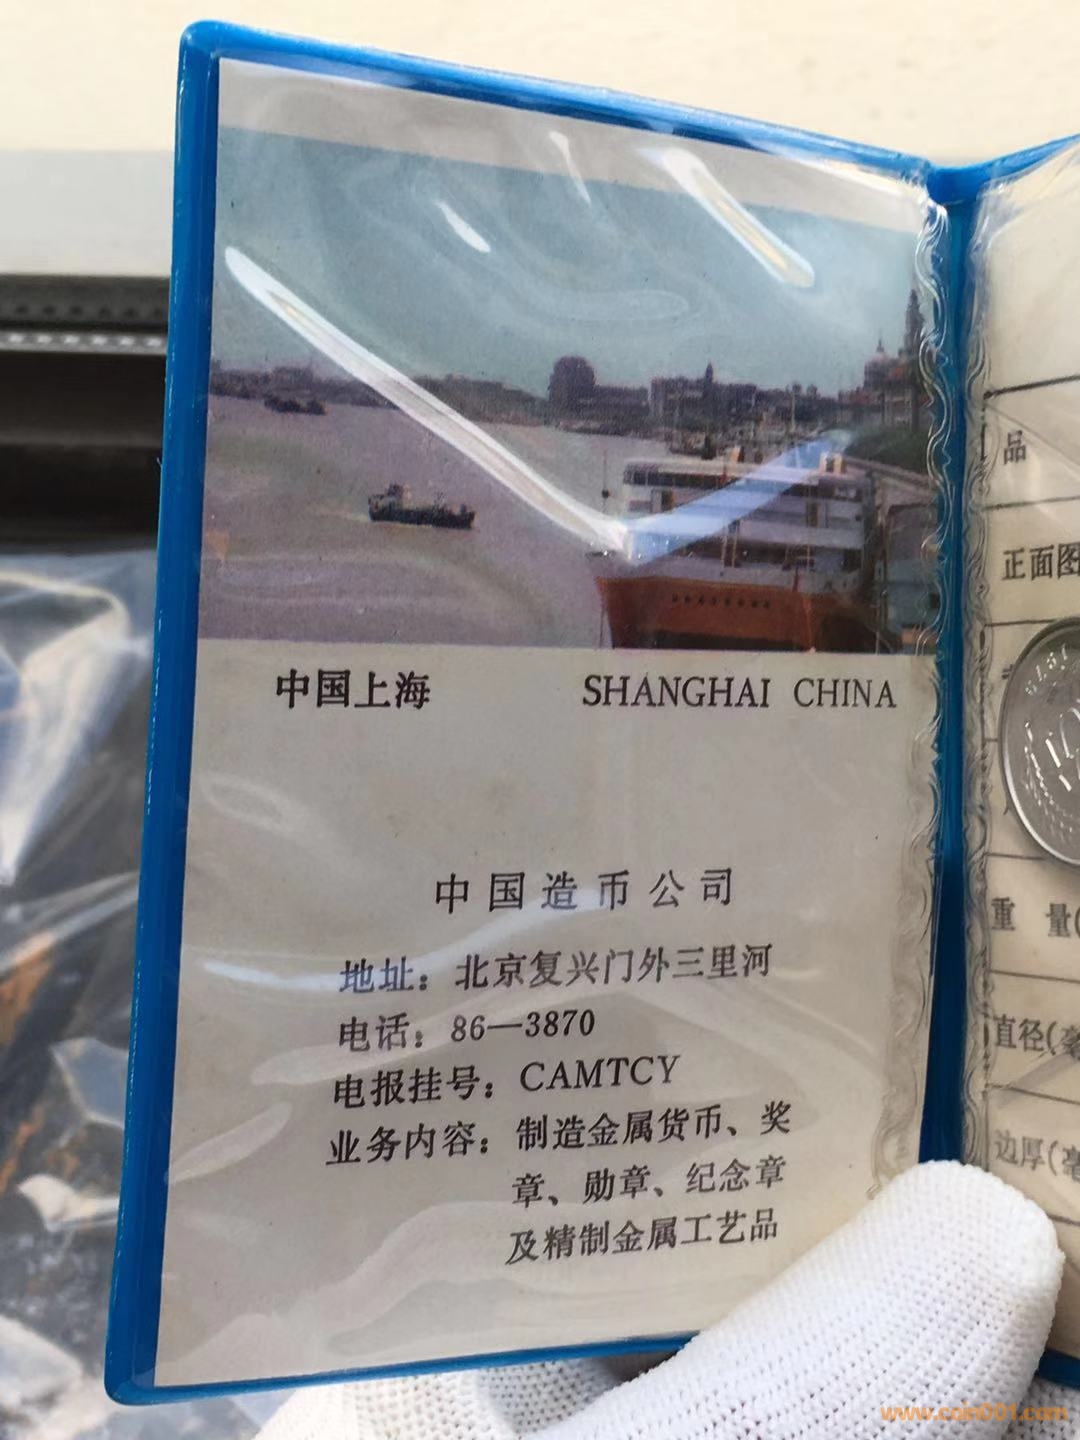 中国上海 SHANGHAI CHINA
中国造币公司
地址：北京复兴门外三里河
电话：86—3870
电报挂号：CAMTCY
业务内容：制造金属货币、奖
章、勋章、纪念章
及精制金属工艺品
品
正面图
重 量(
直径(毫
边厚(毫
www.coin001.com